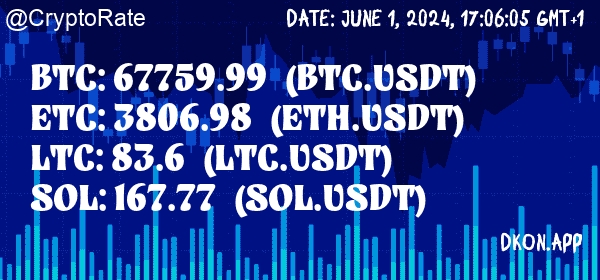 @CryptoRate
DATE: JUNE 1, 2024, 17:06:05 GMT+1
BTC: 67759.99 (BTC.USDT)
ETC: 3806.98 (ETH.USDT)
LTC: 83.6 (LTC.USDT)
SOL: 167.77 (SOL.USDT)
DKON.APP